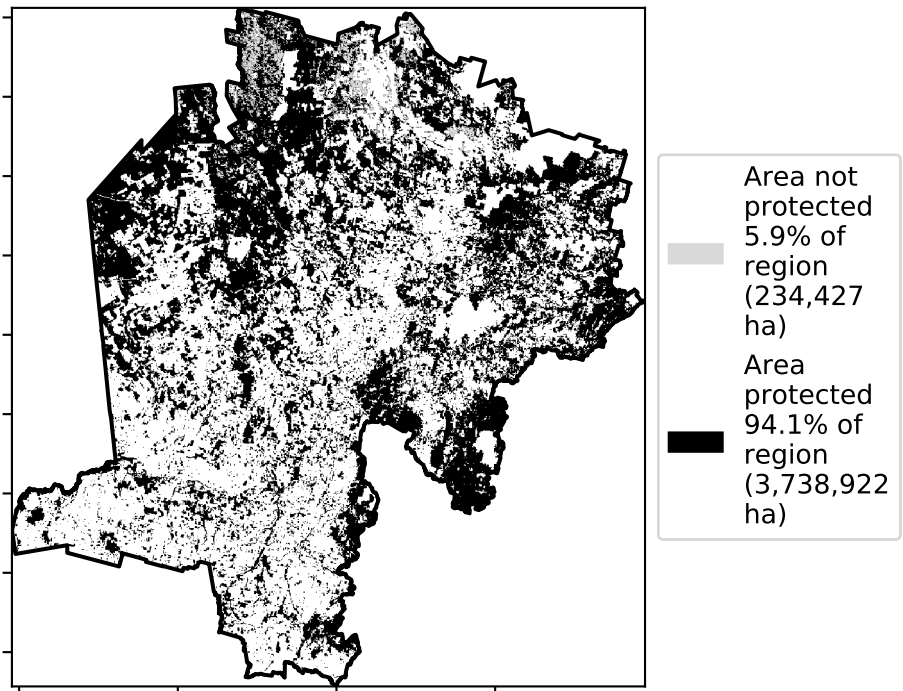 Area not
protected
5.9% of
region
(234,427
ha)
Area
protected
94.1% of
region
(3,738,922
ha)